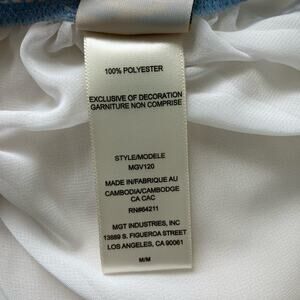 100% POLYESTER
EXCLUSIVE OF DECORATION
GARNITURE NON COMPRISE
STYLE/MODELE
MGV120
MADE IN/FABRIQUE AU
CAMBODIA/CAMBODGE
CA CAC
RN#64211
MGT INDUSTRIES, INC
13889 S. FIGUEROA STREET
LOS ANGELES, CA 90061
M/M